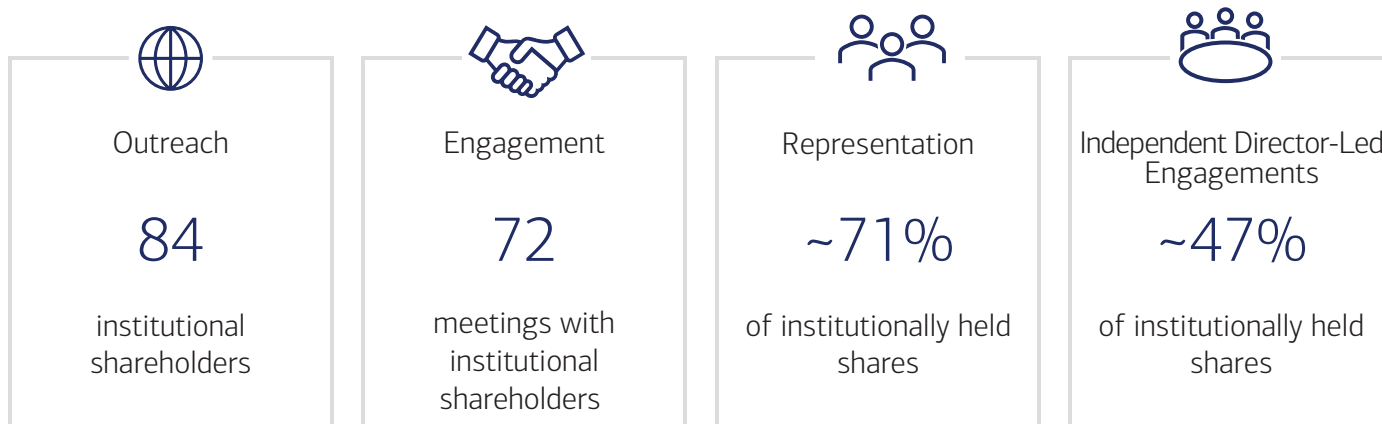 Outreach
84
institutional
shareholders
Engagement
72
meetings with
institutional
shareholders
Representation
~71%
of institutionally held
shares
Independent Director-Led
Engagements
~47%
of institutionally held
shares